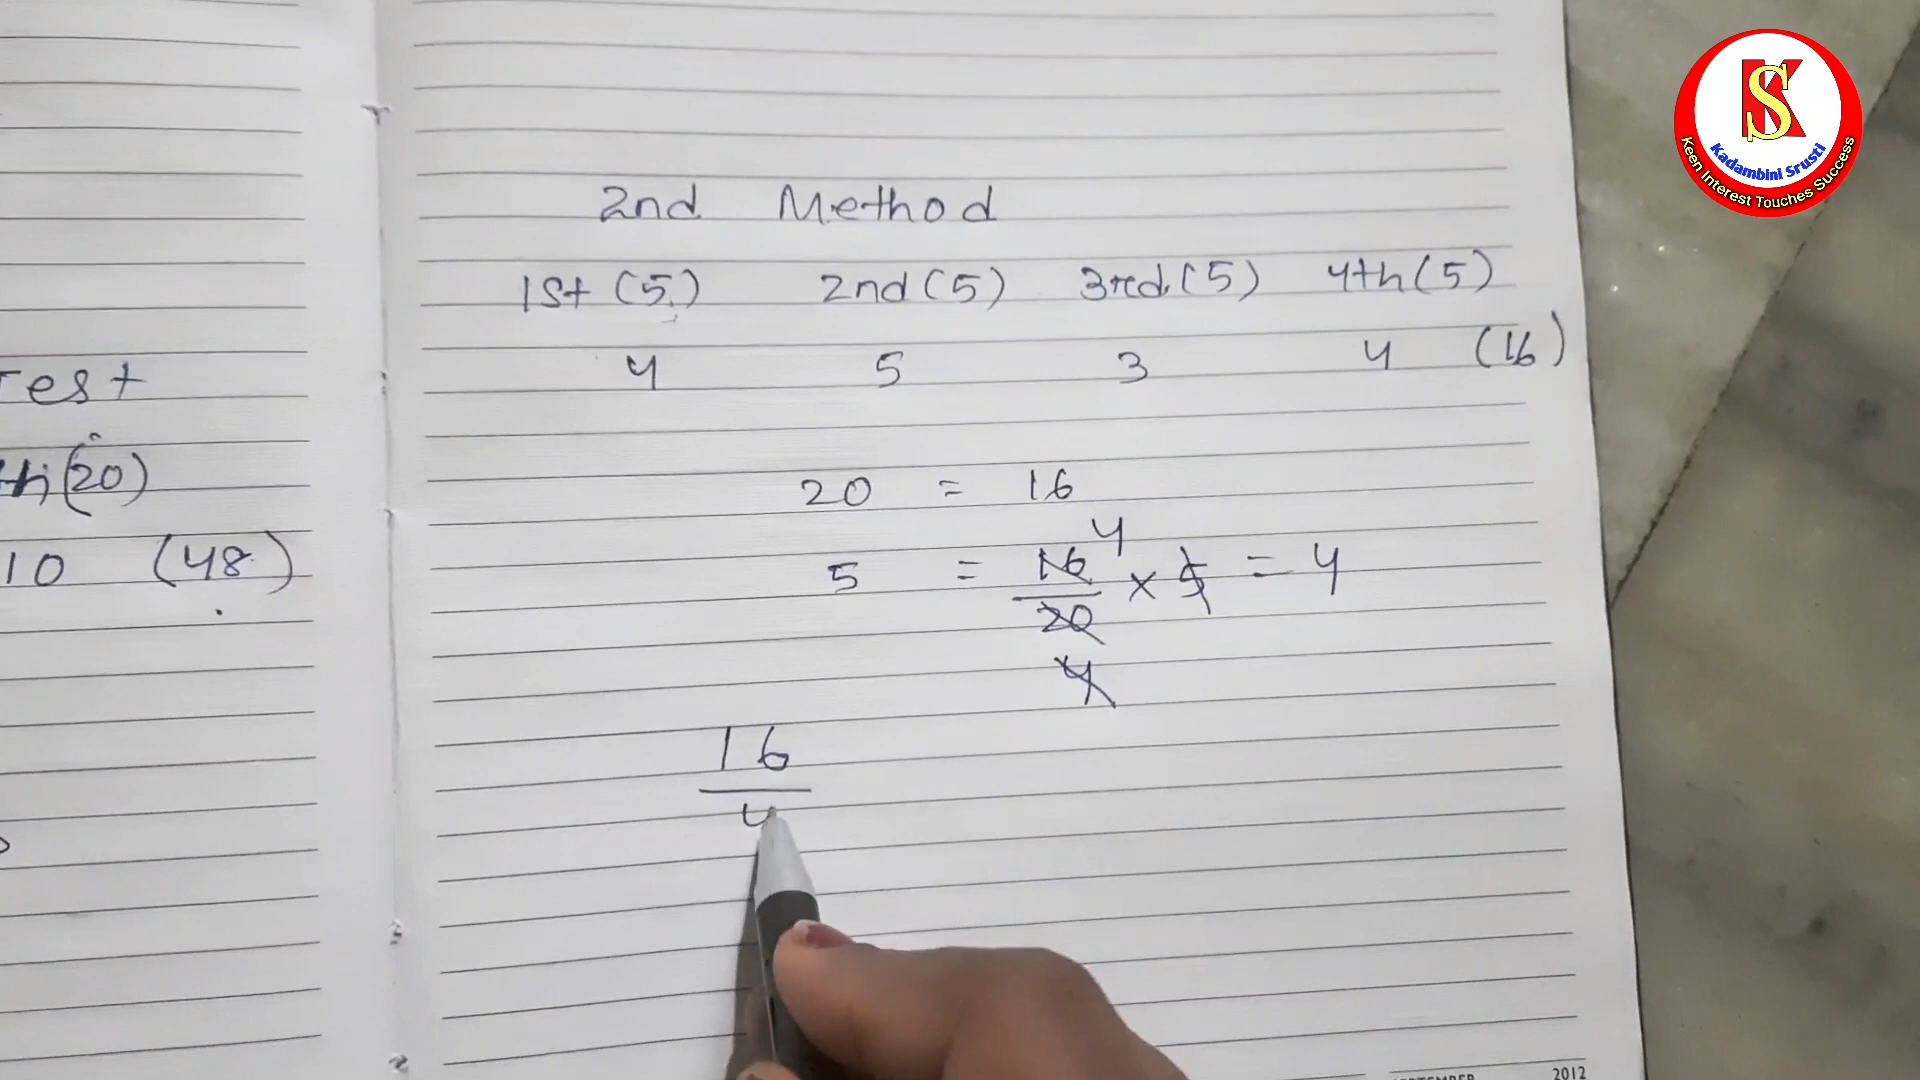 KS
Kadambini Srusti
Keen Interest Touches Success
Test
(20)
10 (48)
2nd Method
1st (5) 2nd (5) 3rd (5) 4th (5)
4 5 3 4 (16)
20 = 16
4
5 = 16/20 × 5 = 4
4
16
4
2012